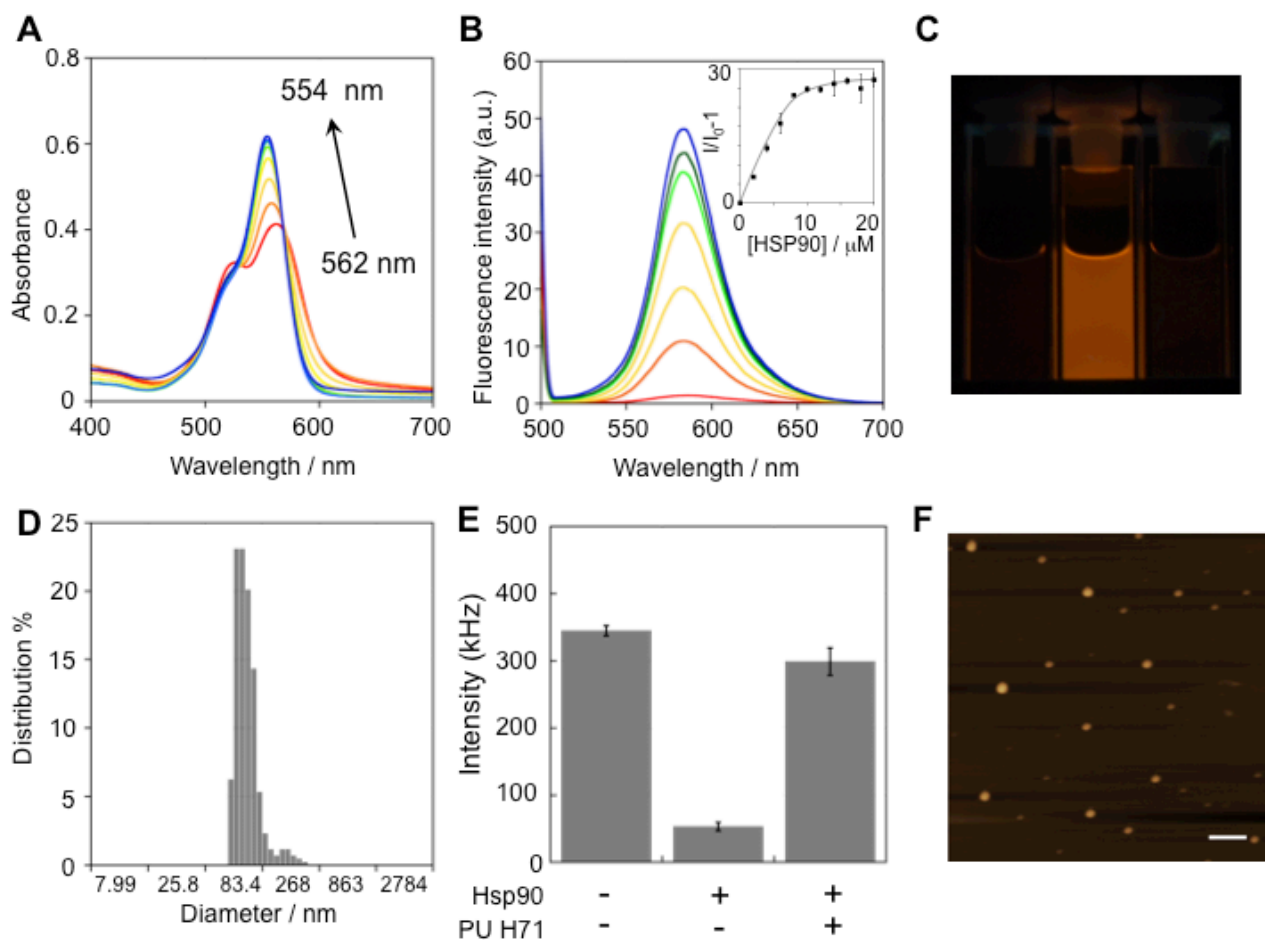 A
0.8
0.6
0.4
0.2
0
Absorbance
554 nm
562 nm
400 500 600 700
Wavelength / nm
B
60
50
40
30
20
10
0
Fluorescence intensity (a.u.)
30
0
I/I0-1
0 10 20
[HSP90] / μM
500 550 600 650 700
Wavelength / nm
C
D
25
20
15
10
5
0
Distribution %
7.99 25.8 83.4 268 863 2784
Diameter / nm
E
500
400
300
200
100
0
Intensity (kHz)
Hsp90 - + +
PU H71 - - +
F